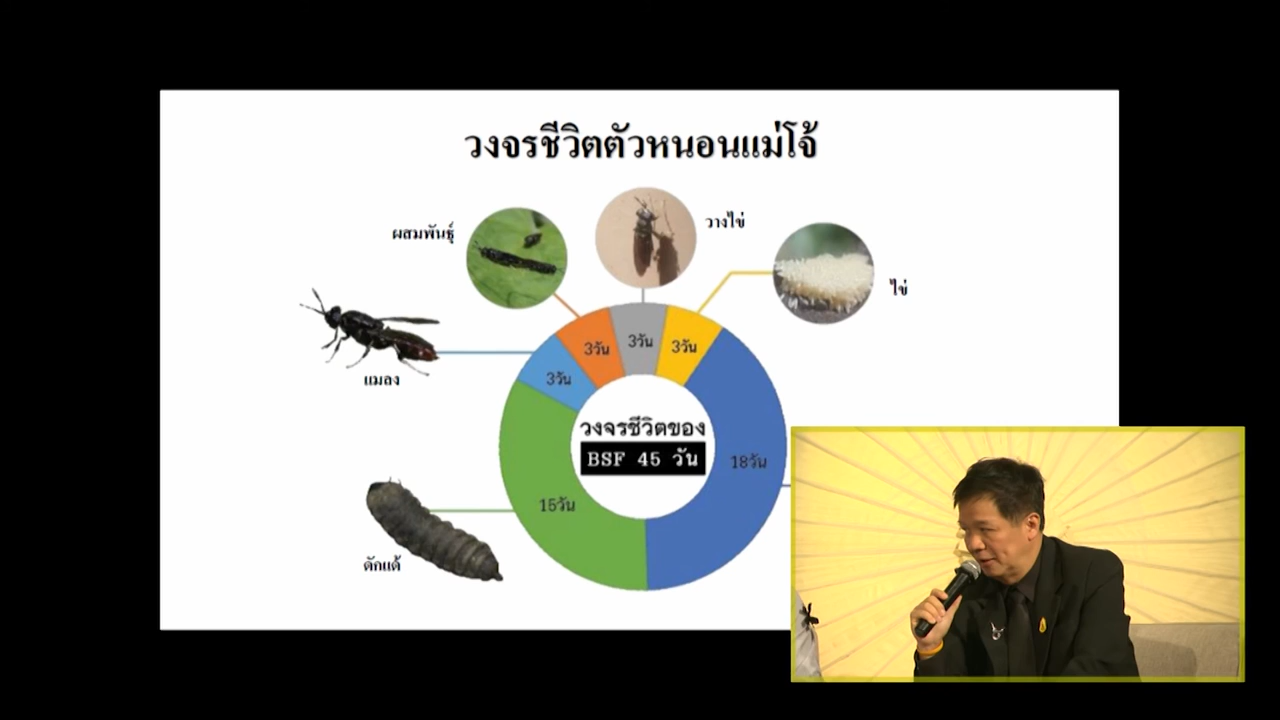 วงจรชีวิตตัวหนอนแม่โจ้
ผสมพันธุ์
วางไข่
ไข่
แมลง
3วัน
3วัน
3วัน
3วัน
วงจรชีวิตของ
BSF 45 วัน
18วัน
15วัน
ดักแด้